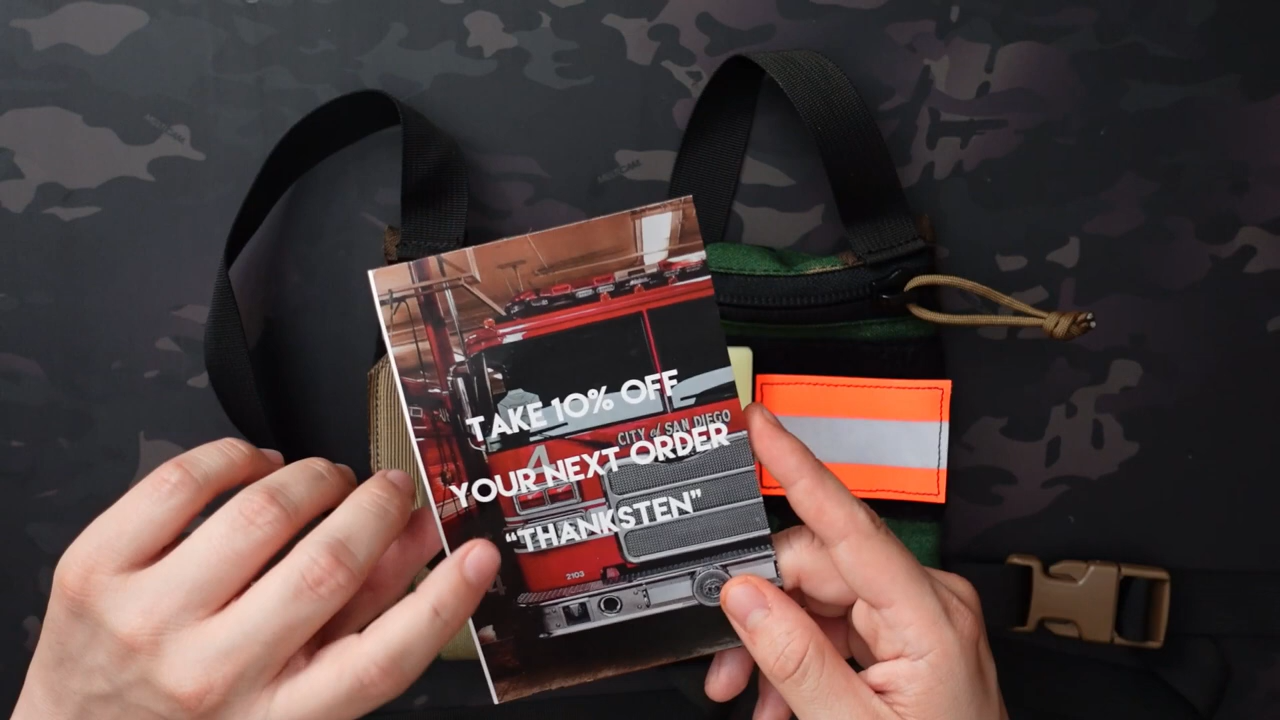 TAKE 10% OFF
CITY of SAN DIEGO
4
YOUR NEXT ORDER
“THANKSTEN”
2103